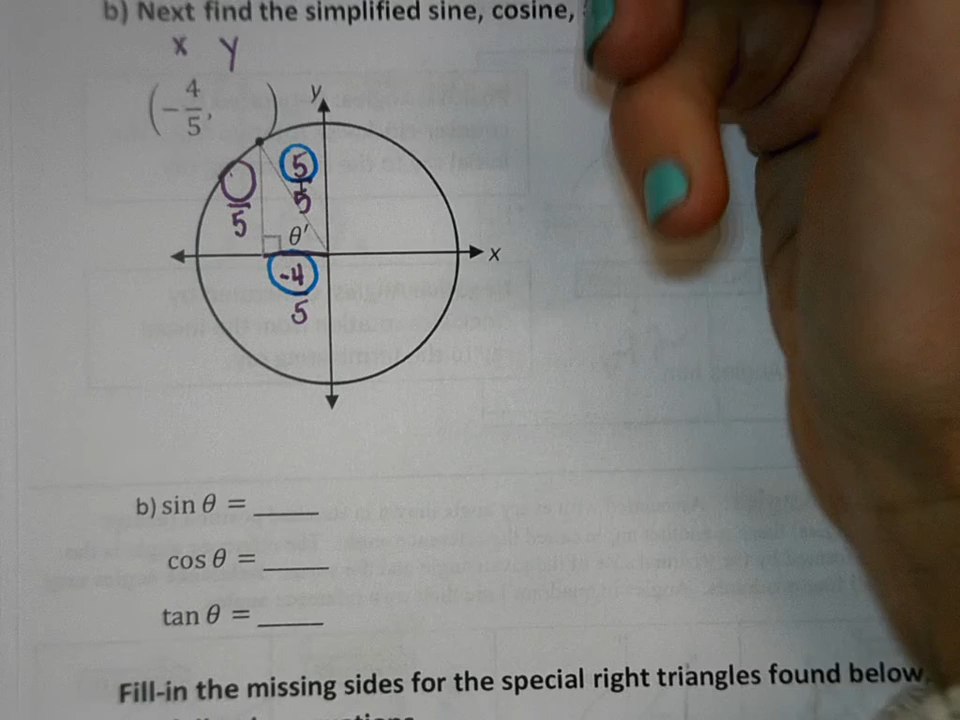 b) Next find the simplified sine, cosine,
x y
(-4/5, )
y
5/5
/5
θ'
x
-4/5
b) sin θ = ____
cos θ = ____
tan θ = ____
Fill-in the missing sides for the special right triangles found below.